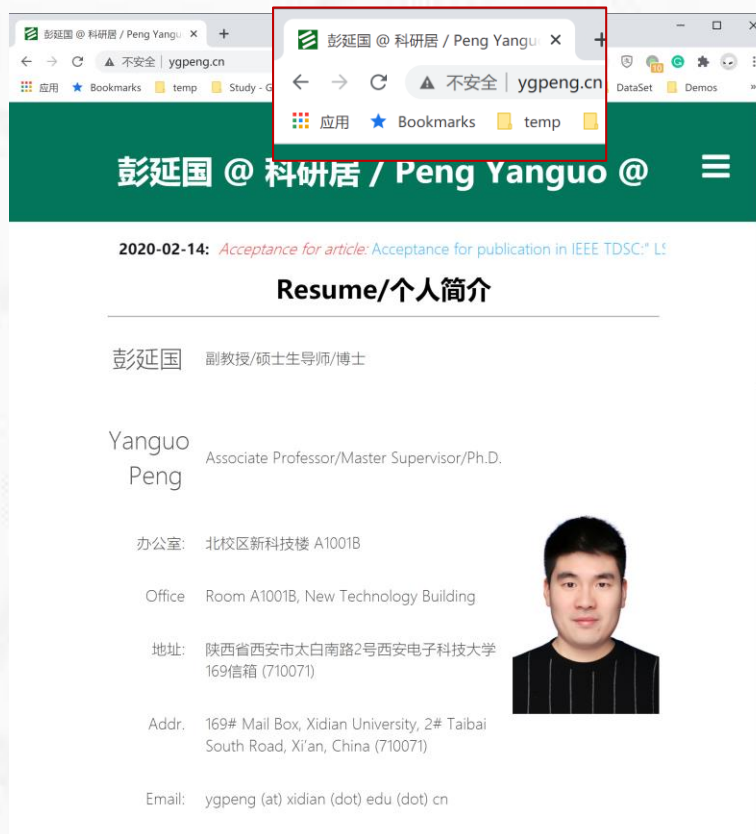 彭延国 @ 科研居 / Peng Yangu
不安全 | ygpeng.cn
应用 Bookmarks temp Study - G
彭延国 @ 科研居 / Peng Yangu
不安全 | ygpeng.cn
应用 Bookmarks temp
10
DataSet Demos »
彭延国 @ 科研居 / Peng Yanguo @
2020-02-14: Acceptance for article: Acceptance for publication in IEEE TDSC:" LS
Resume/个人简介
彭延国 副教授/硕士生导师/博士
Yanguo
Peng
Associate Professor/Master Supervisor/Ph.D.
办公室: 北校区新科技楼 A1001B
Office Room A1001B, New Technology Building
地址: 陕西省西安市太白南路2号西安电子科技大学
169信箱 (710071)
Addr. 169# Mail Box, Xidian University, 2# Taibai
South Road, Xi'an, China (710071)
Email: ygpeng (at) xidian (dot) edu (dot) cn